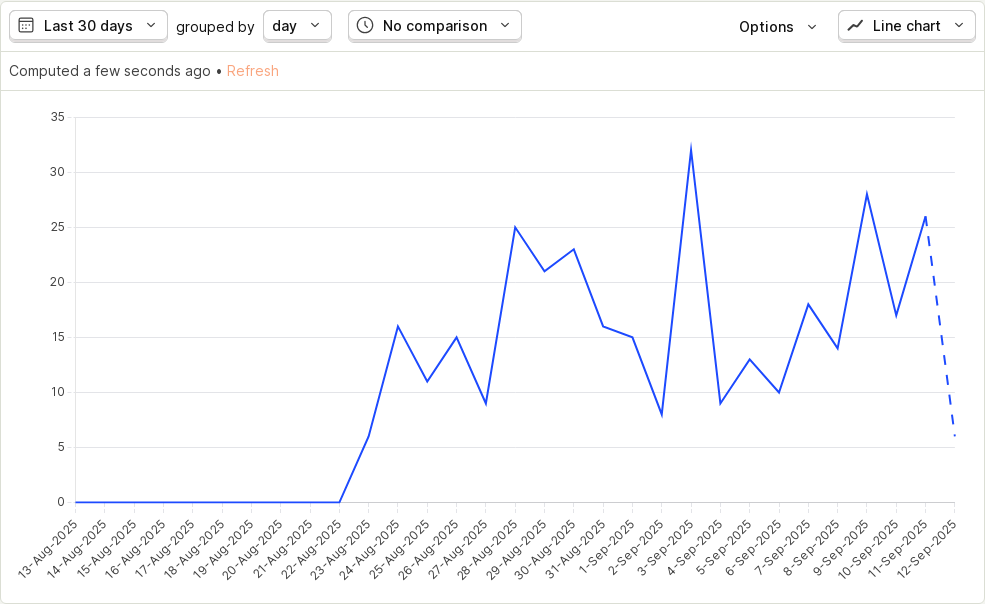 Last 30 days grouped by day No comparison Options Line chart
Computed a few seconds ago • Refresh
35
30
25
20
15
10
5
0
13-Aug-2025
14-Aug-2025
15-Aug-2025
16-Aug-2025
17-Aug-2025
18-Aug-2025
19-Aug-2025
20-Aug-2025
21-Aug-2025
22-Aug-2025
23-Aug-2025
24-Aug-2025
25-Aug-2025
26-Aug-2025
27-Aug-2025
28-Aug-2025
29-Aug-2025
30-Aug-2025
31-Aug-2025
1-Sep-2025
2-Sep-2025
3-Sep-2025
4-Sep-2025
5-Sep-2025
6-Sep-2025
7-Sep-2025
8-Sep-2025
9-Sep-2025
10-Sep-2025
11-Sep-2025
12-Sep-2025